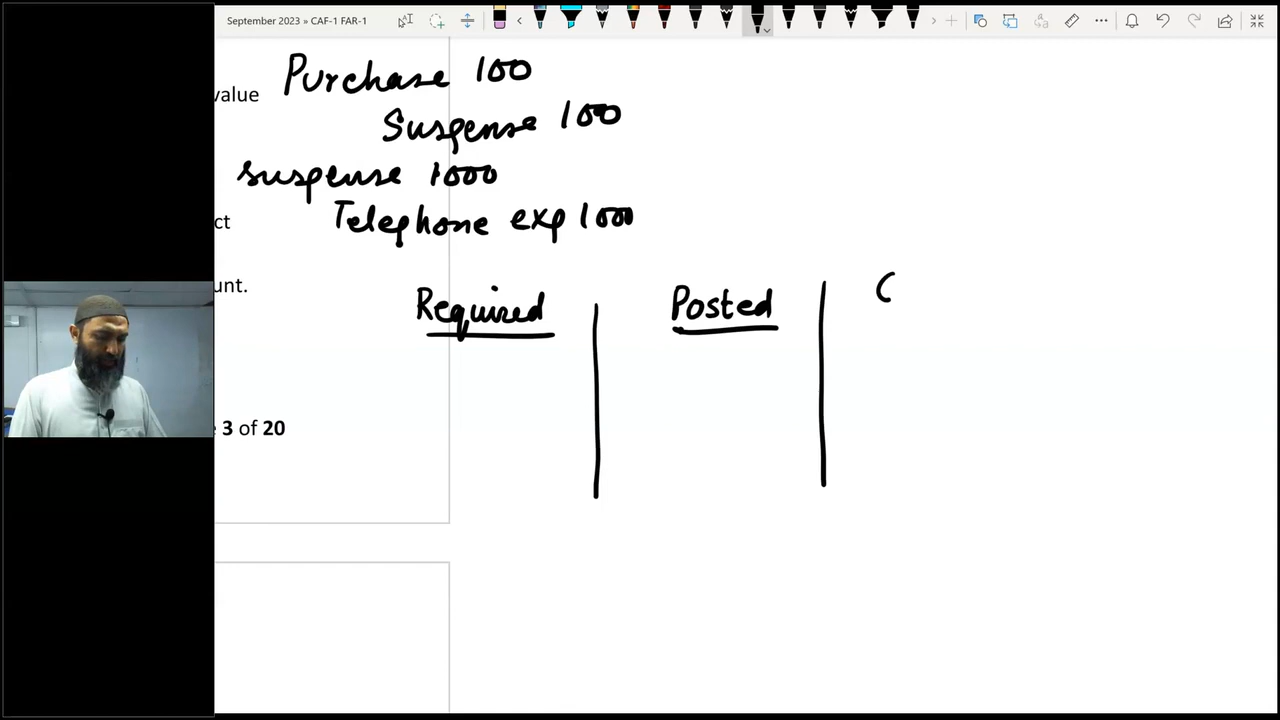 September 2023 » CAF-1 FAR-1
value
Purchase 100
Suspense 100
suspense 1000
ct
Telephone exp 1000
unt.
Required Posted C
3 of 20